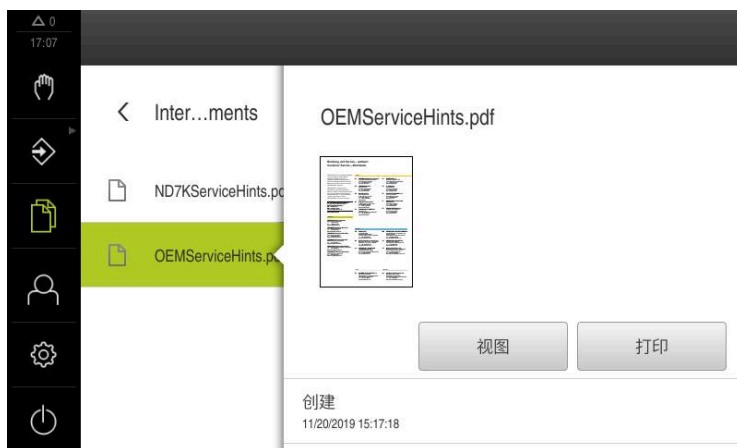 0
17:07
Inter...ments
OEMServiceHints.pdf
ND7KServiceHints.pd
OEMServiceHints.p
视图
打印
创建
11/20/2019 15:17:18